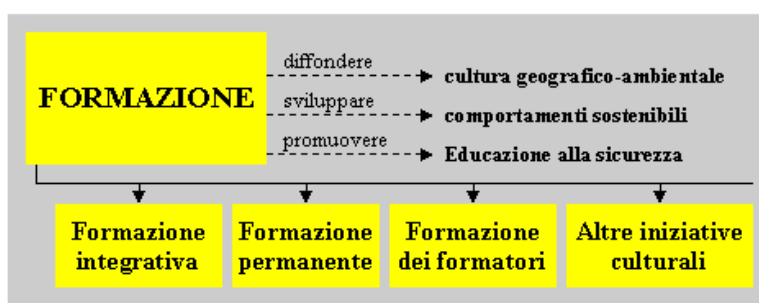 FORMAZIONE
diffondere
cultura geografico-ambientale
sviluppare
comportamenti sostenibili
promuovere
Educazione alla sicurezza
Formazione
integrativa
Formazione
permanente
Formazione
dei formatori
Altre iniziative
culturali